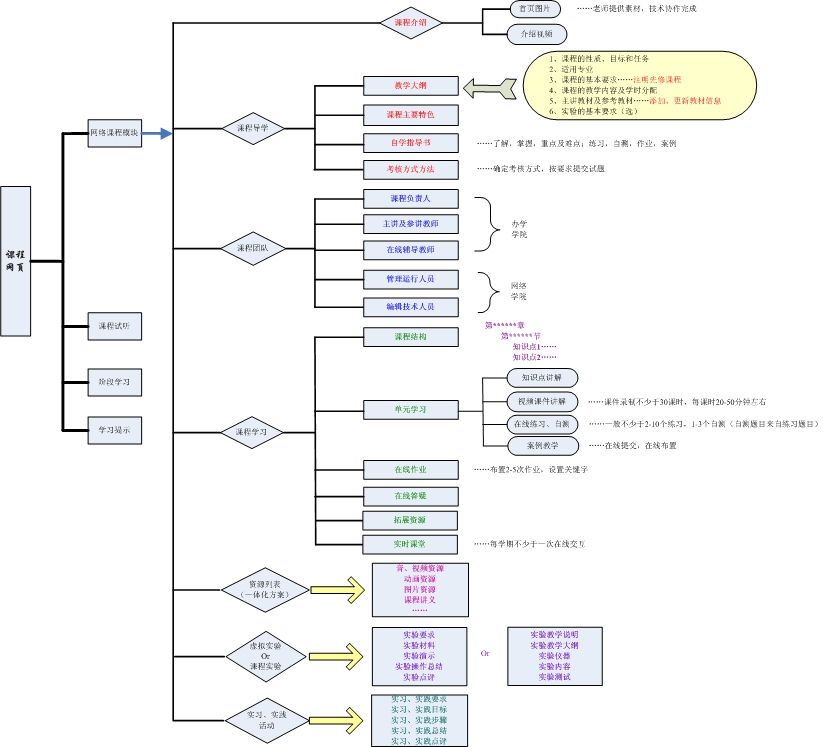 课程
网页
网络课程模块
课程试听
阶段学习
学习提示
课程介绍
首页图片
……老师提供素材，技术协作完成
介绍视频
课程导学
教学大纲
1、课程的性质、目标和任务
2、适用专业
3、课程的基本要求……注明先修课程
4、课程的教学内容及学时分配
5、主讲教材及参考教材……添加、更新教材信息
6、实验的基本要求（选）
课程主要特色
自学指导书
……了解，掌握，重点及难点；练习，自测，作业，案例
考核方式方法
……确定考核方式，按要求提交试题
课程团队
课程负责人
主讲及参讲教师
在线辅导教师
办学
学院
管理运行人员
编辑技术人员
网络
学院
课程学习
课程结构
第******章
第******节
知识点1……
知识点2……
单元学习
知识点讲解
视频课件讲解
……课件录制不少于30课时，每课时20-50分钟左右
在线练习、自测
……一般不少于2-10个练习，1-3个自测（自测题目来自练习题目）
案例教学
……在线提交，在线布置
在线作业
……布置2-5次作业，设置关键字
在线答疑
拓展资源
实时课堂
……每学期不少于一次在线交互
资源列表
（一体化方案）
音、视频资源
动画资源
图片资源
课程讲义
……
虚拟实验
Or
课程实验
实验要求
实验材料
实验演示
实验操作总结
实验点评
Or
实验教学说明
实验教学大纲
实验仪器
实验内容
实验测试
实习、实践
活动
实习、实践要求
实习、实践目标
实习、实践步骤
实习、实践总结
实习、实践点评